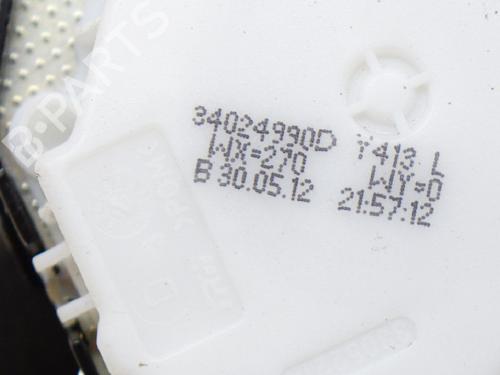 B-PARTS
34024990D Y413 L
WX=270 WY=0
B 30.05.12 21:57:12